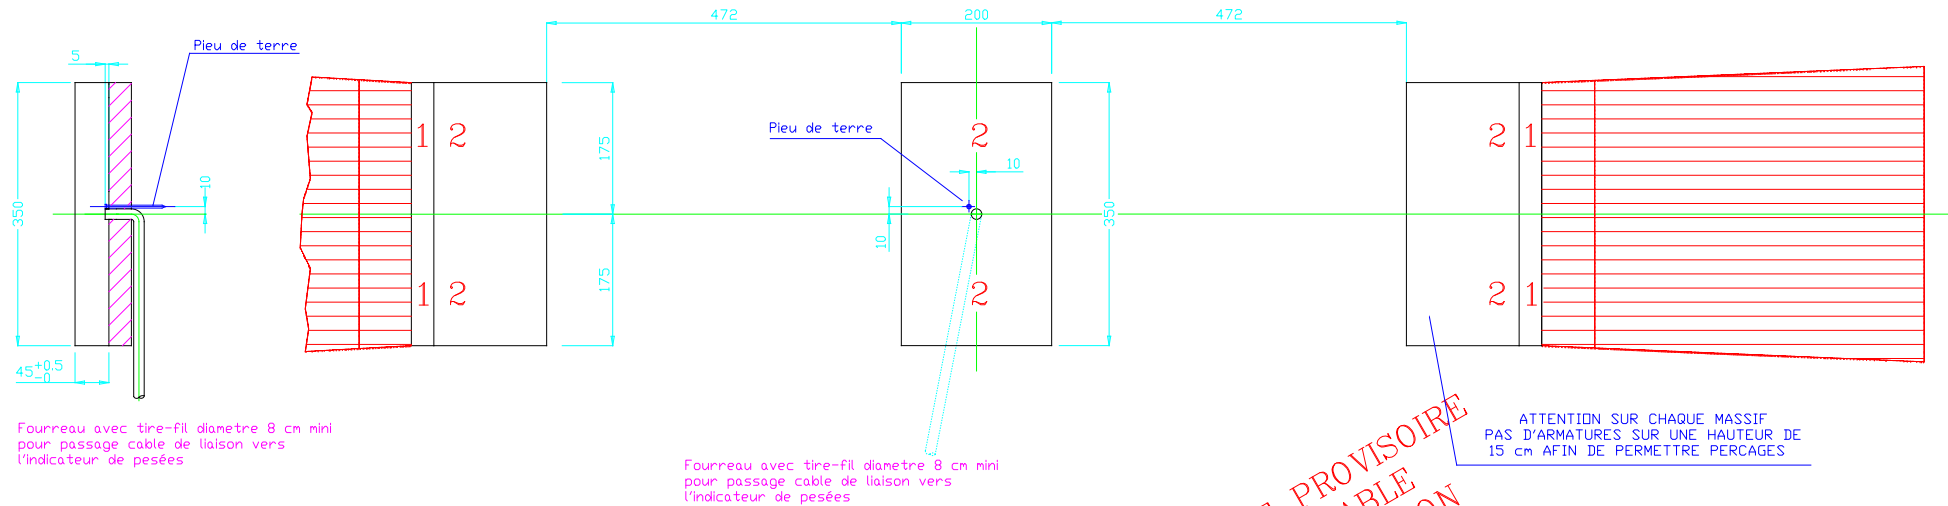 472
200
472
5
Pieu de terre
1 2
175
Pieu de terre
2
10
2 1
10
350
350
10
175
1 2
2
2 1
45 +0.5
-0
Fourreau avec tire-fil diametre 8 cm mini
pour passage cable de liaison vers
l'indicateur de pesées
Fourreau avec tire-fil diametre 8 cm mini
pour passage cable de liaison vers
l'indicateur de pesées
PROVISOIRE
ATTENTION SUR CHAQUE MASSIF
PAS D'ARMATURES SUR UNE HAUTEUR DE
15 cm AFIN DE PERMETTRE PERCAGES